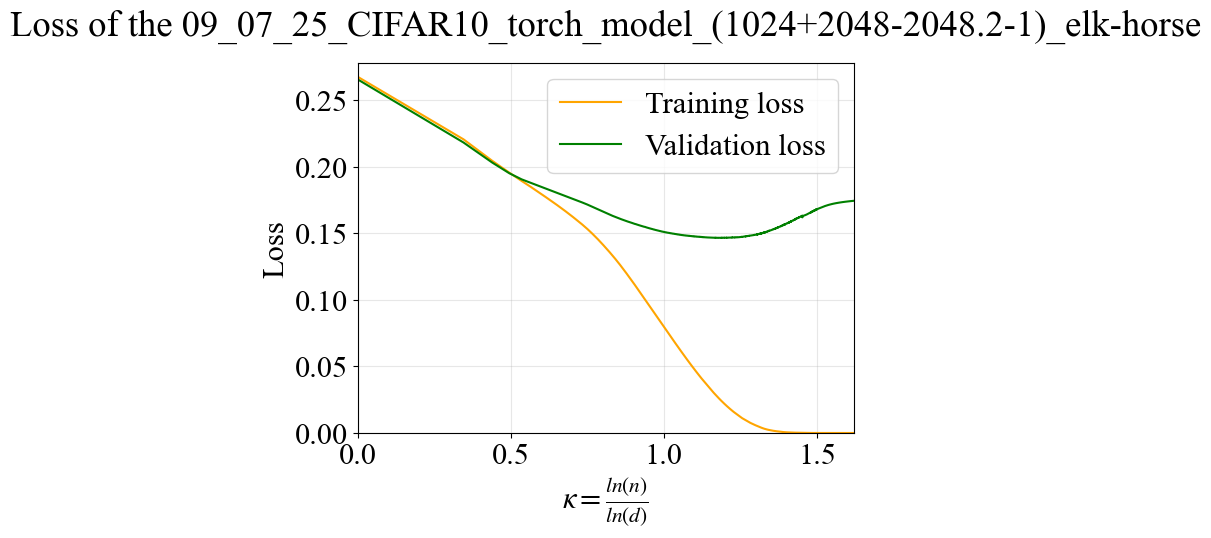 Loss of the 09_07_25_CIFAR10_torch_model_(1024+2048-2048.2-1)_elk-horse
Training loss
Validation loss
Loss
0.25
0.20
0.15
0.10
0.05
0.00
0.0 0.5 1.0 1.5
κ = ln(n)/ln(d)